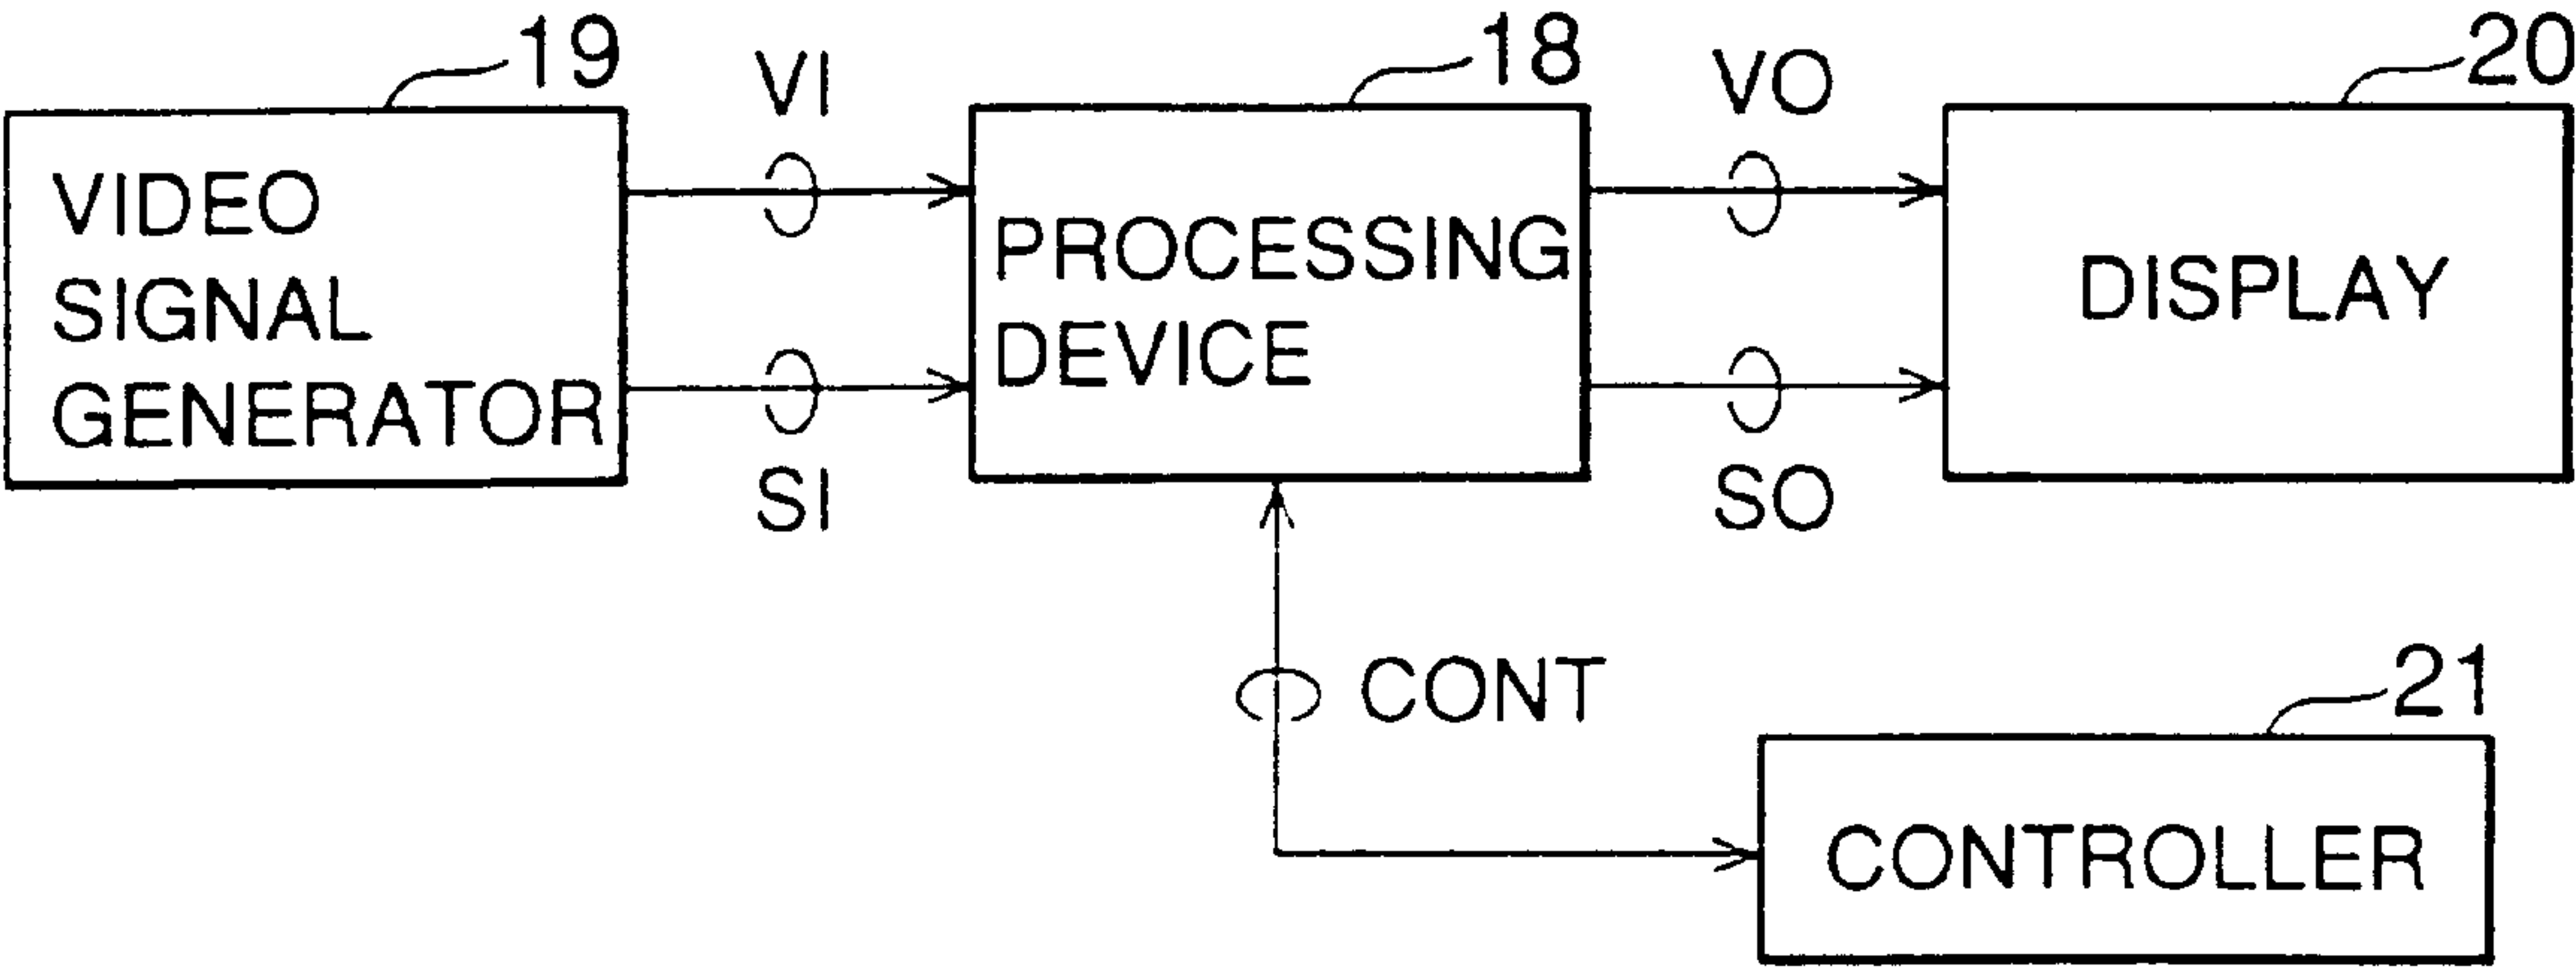 19
VI
18
VO
20
VIDEO
SIGNAL
GENERATOR
PROCESSING
DEVICE
DISPLAY
SI
SO
CONT
21
CONTROLLER